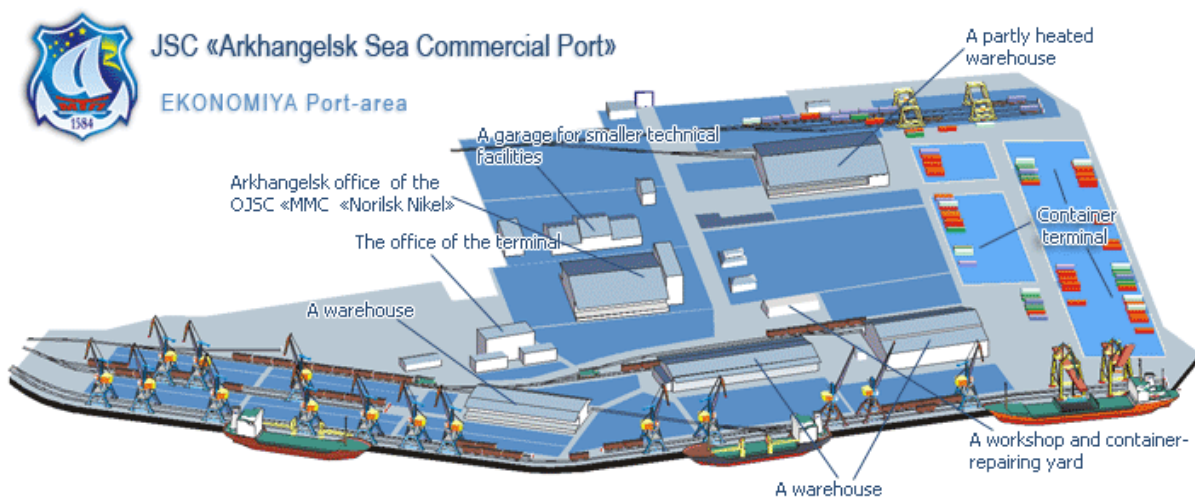 JSC «Arkhangelsk Sea Commercial Port»
EKONOMIYA Port-area
1584
A partly heated
warehouse
A garage for smaller technical
facilities
Arkhangelsk office of the
OJSC «MMC «Norilsk Nikel»
The office of the terminal
Container
terminal
A warehouse
A workshop and container-
repairing yard
A warehouse